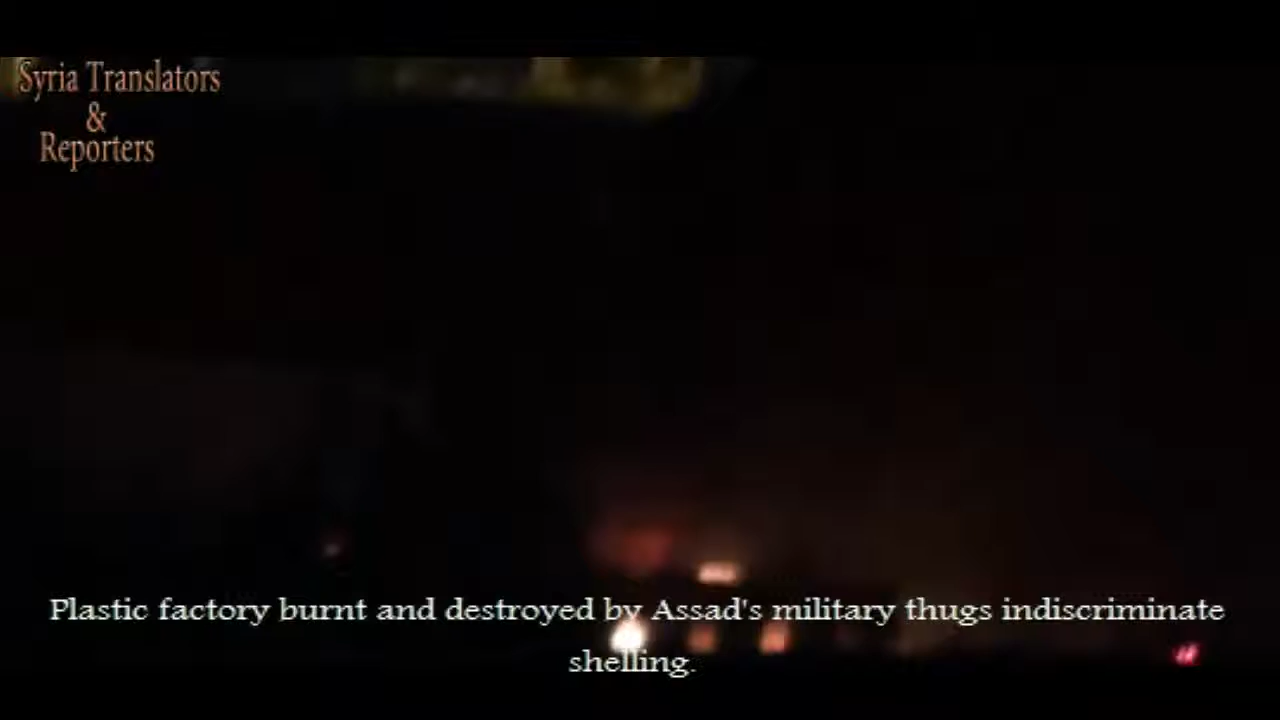 Syria Translators
&
Reporters
Plastic factory burnt and destroyed by Assad's military thugs indiscriminate
shelling.